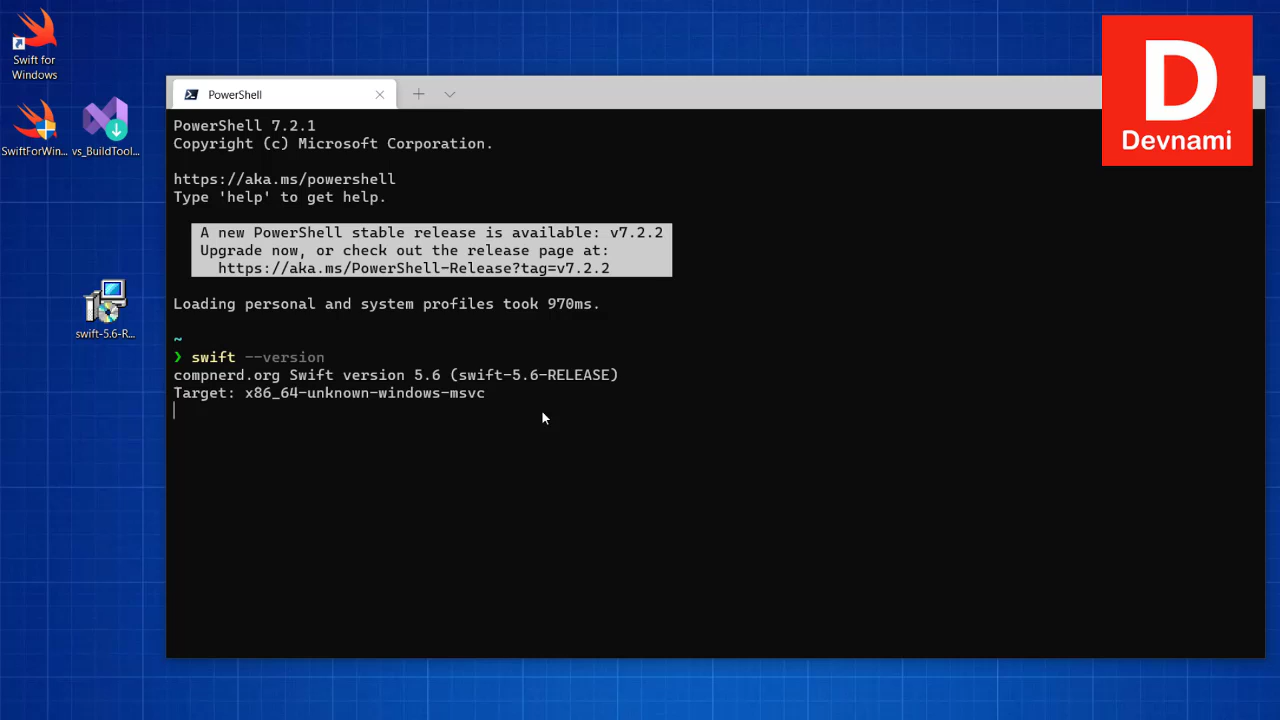 Swift for
Windows
SwiftForWin...
vs_BuildTool...
swift-5.6-R...
PowerShell
D
Devnami
PowerShell 7.2.1
Copyright (c) Microsoft Corporation.
https://aka.ms/powershell
Type 'help' to get help.
A new PowerShell stable release is available: v7.2.2
Upgrade now, or check out the release page at:
https://aka.ms/PowerShell-Release?tag=v7.2.2
Loading personal and system profiles took 970ms.
~
❯ swift --version
compnerd.org Swift version 5.6 (swift-5.6-RELEASE)
Target: x86_64-unknown-windows-msvc